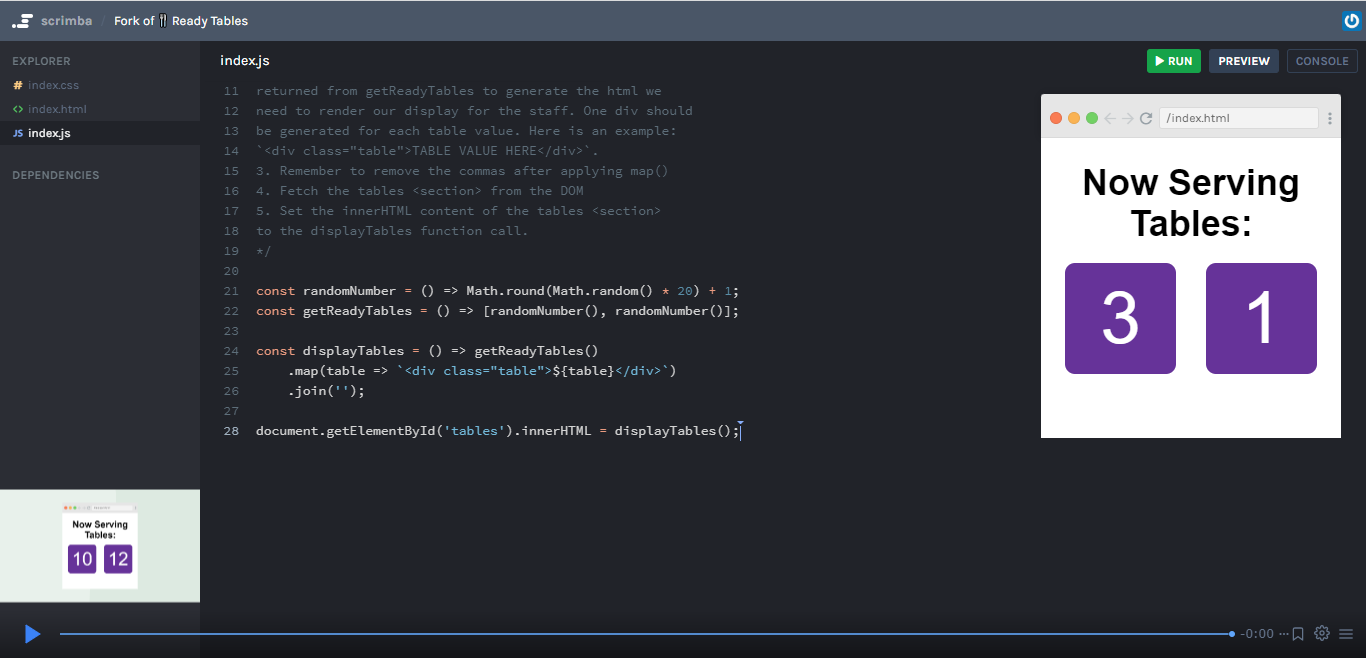 scrimba / Fork of 🍴 Ready Tables
EXPLORER
# index.css
<> index.html
JS index.js
DEPENDENCIES
index.js
RUN
PREVIEW
CONSOLE
11 returned from getReadyTables to generate the html we
12 need to render our display for the staff. One div should
13 be generated for each table value. Here is an example:
14 `<div class="table">TABLE VALUE HERE</div>`.
15 3. Remember to remove the commas after applying map()
16 4. Fetch the tables <section> from the DOM
17 5. Set the innerHTML content of the tables <section>
18 to the displayTables function call.
19 */
20
21 const randomNumber = () => Math.round(Math.random() * 20) + 1;
22 const getReadyTables = () => [randomNumber(), randomNumber()];
23
24 const displayTables = () => getReadyTables()
25     .map(table => `<div class="table">${table}</div>`)
26     .join('');
27
28 document.getElementById('tables').innerHTML = displayTables();
/index.html
Now Serving
Tables:
3 1
Now Serving
Tables:
10 12
-0:00